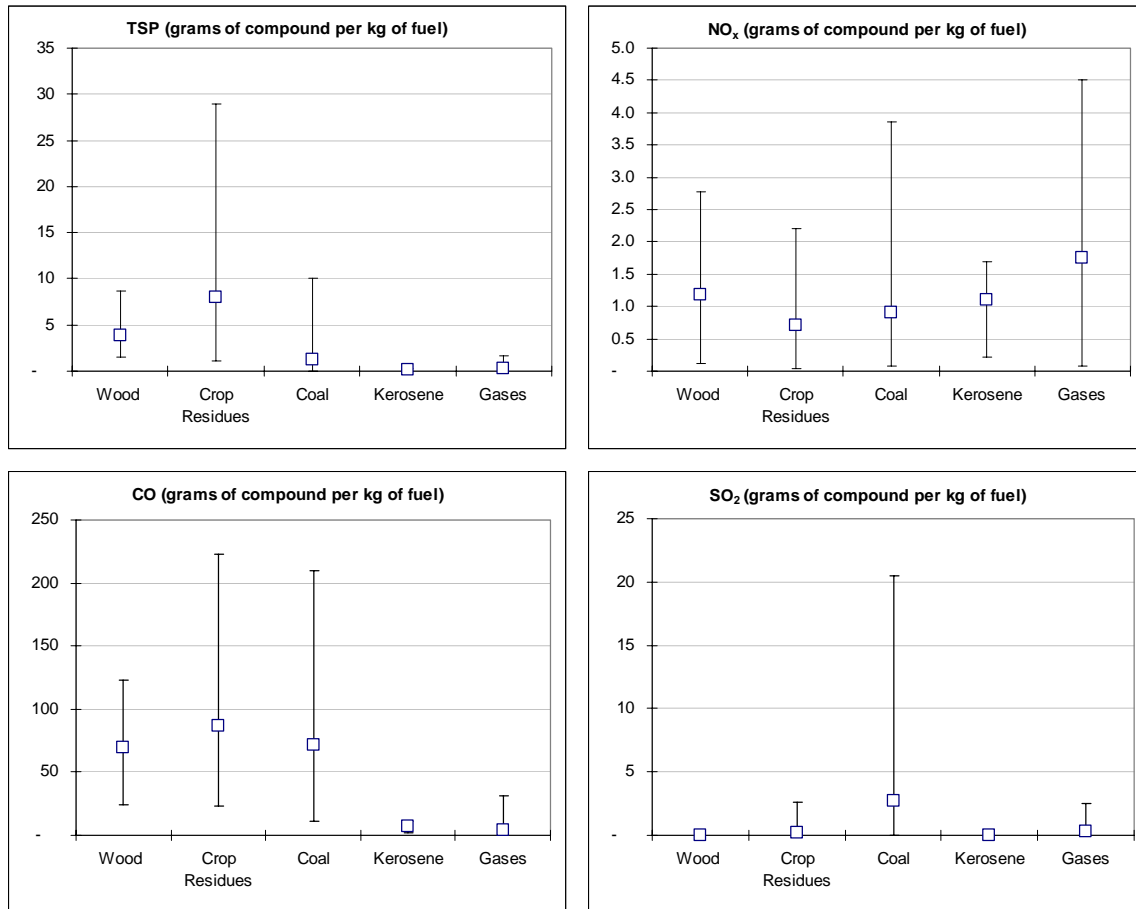 TSP (grams of compound per kg of fuel)
35
30
25
20
15
10
5
-
Wood
Crop
Residues
Coal
Kerosene
Gases
NOₓ (grams of compound per kg of fuel)
5.0
4.5
4.0
3.5
3.0
2.5
2.0
1.5
1.0
0.5
-
Wood
Crop
Residues
Coal
Kerosene
Gases
CO (grams of compound per kg of fuel)
250
200
150
100
50
-
Wood
Crop
Residues
Coal
Kerosene
Gases
SO₂ (grams of compound per kg of fuel)
25
20
15
10
5
-
Wood
Crop
Residues
Coal
Kerosene
Gases